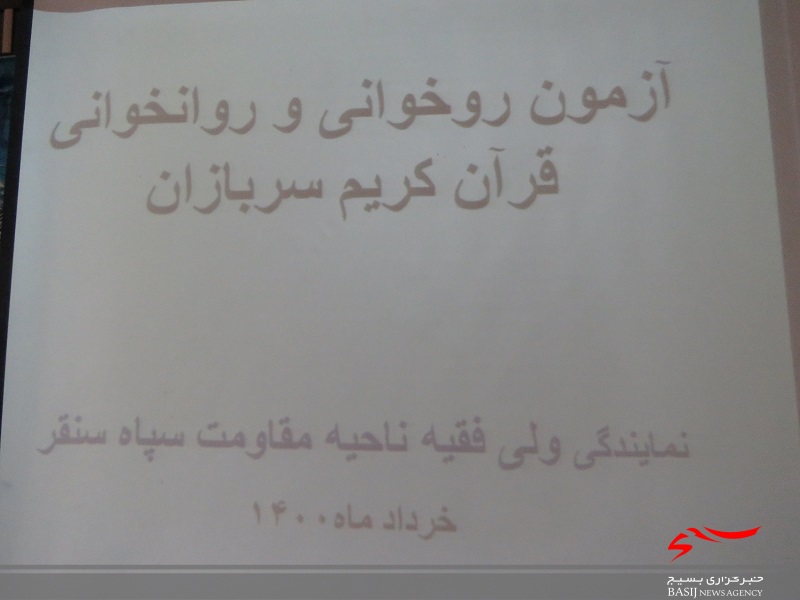 آزمون روخوانی و روانخوانی
قرآن کریم سربازان
نمایندگی ولی فقیه ناحیه مقاومت سپاه سنقر
خرداد ماه ۱۴۰۰
بسیج
خبرگزاری بسیج
BASIJ NEWS AGENCY